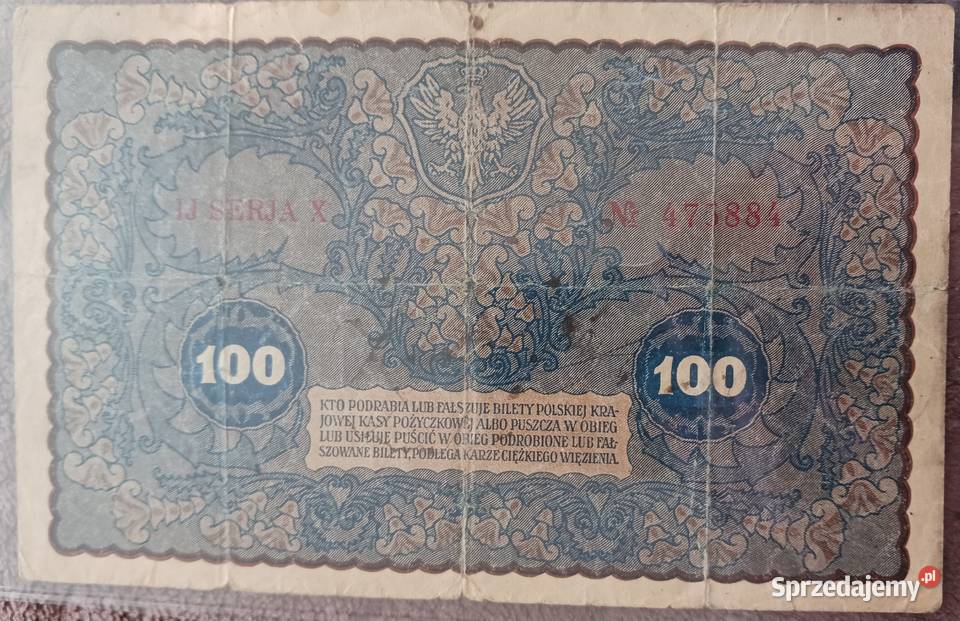 IJ SERJA X № 475884
100 100
KTO PODRABIA LUB FAŁSZUJE BILETY POLSKIEJ KRA-
JOWEJ KASY POŻYCZKOWEJ ALBO PUSZCZA W OBIEG
LUB USIŁUJE PUŚCIĆ W OBIEG PODROBIONE LUB FAŁ-
SZOWANE BILETY, PODLEGA KARZE CIĘŻKIEGO WIĘZIENIA.
Sprzedajemy.pl